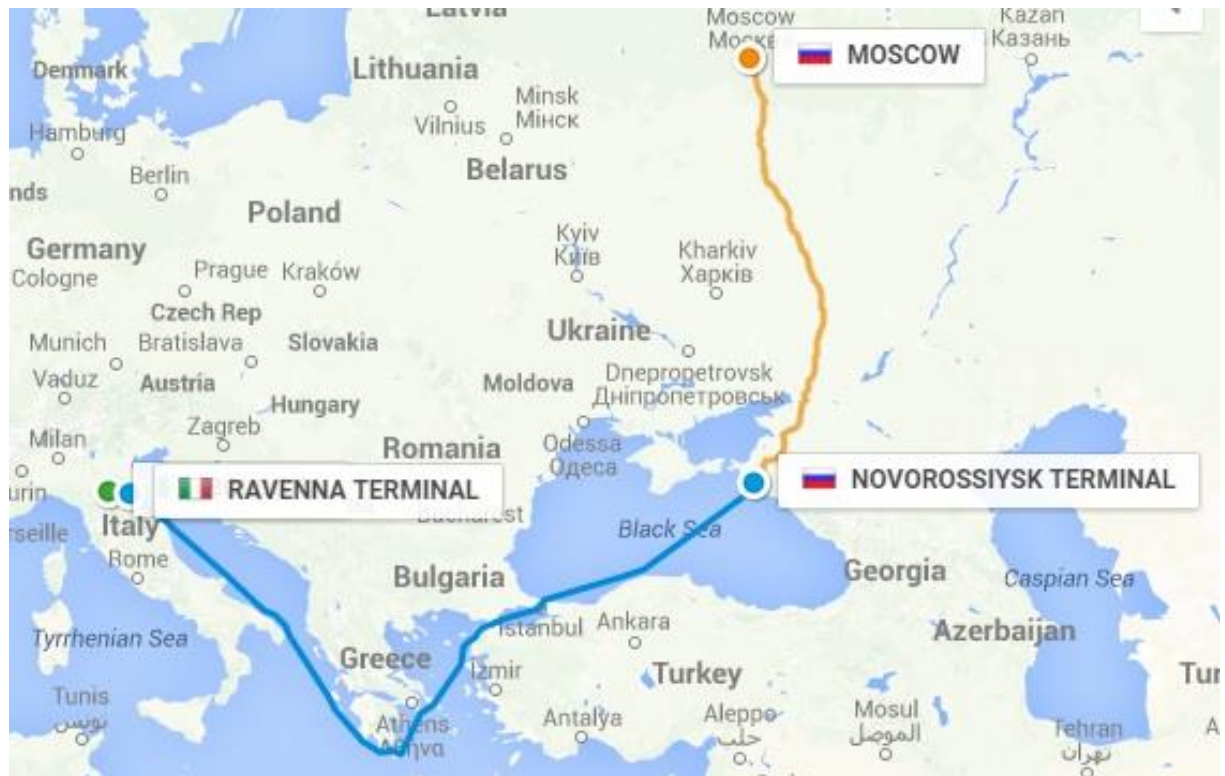 Latvia
Moscow
Москва
MOSCOW
Kazan
Казань
Denmark
Lithuania
Vilnius
Minsk
Мінск
Hamburg
Belarus
Berlin
nds
Poland
Germany
Cologne
Prague
Kraków
Kyiv
Київ
Kharkiv
Харків
Czech Rep
Ukraine
Munich
Bratislava
Slovakia
Vaduz
Austria
Moldova
Dnepropetrovsk
Дніпропетровськ
Hungary
Zagreb
Milan
Romania
Odessa
Одеса
urin
RAVENNA TERMINAL
NOVOROSSIYSK TERMINAL
Italy
Bucharest
rseille
Black Sea
Rome
Bulgaria
Georgia
Caspian Sea
Istanbul
Ankara
Azerbaijan
Tyrrhenian Sea
Greece
Izmir
Turkey
Tur
Tunis
تونس
Athens
Αθήνα
Antalya
Aleppo
حلب
Mosul
الموصل
Tehran
تهران
A